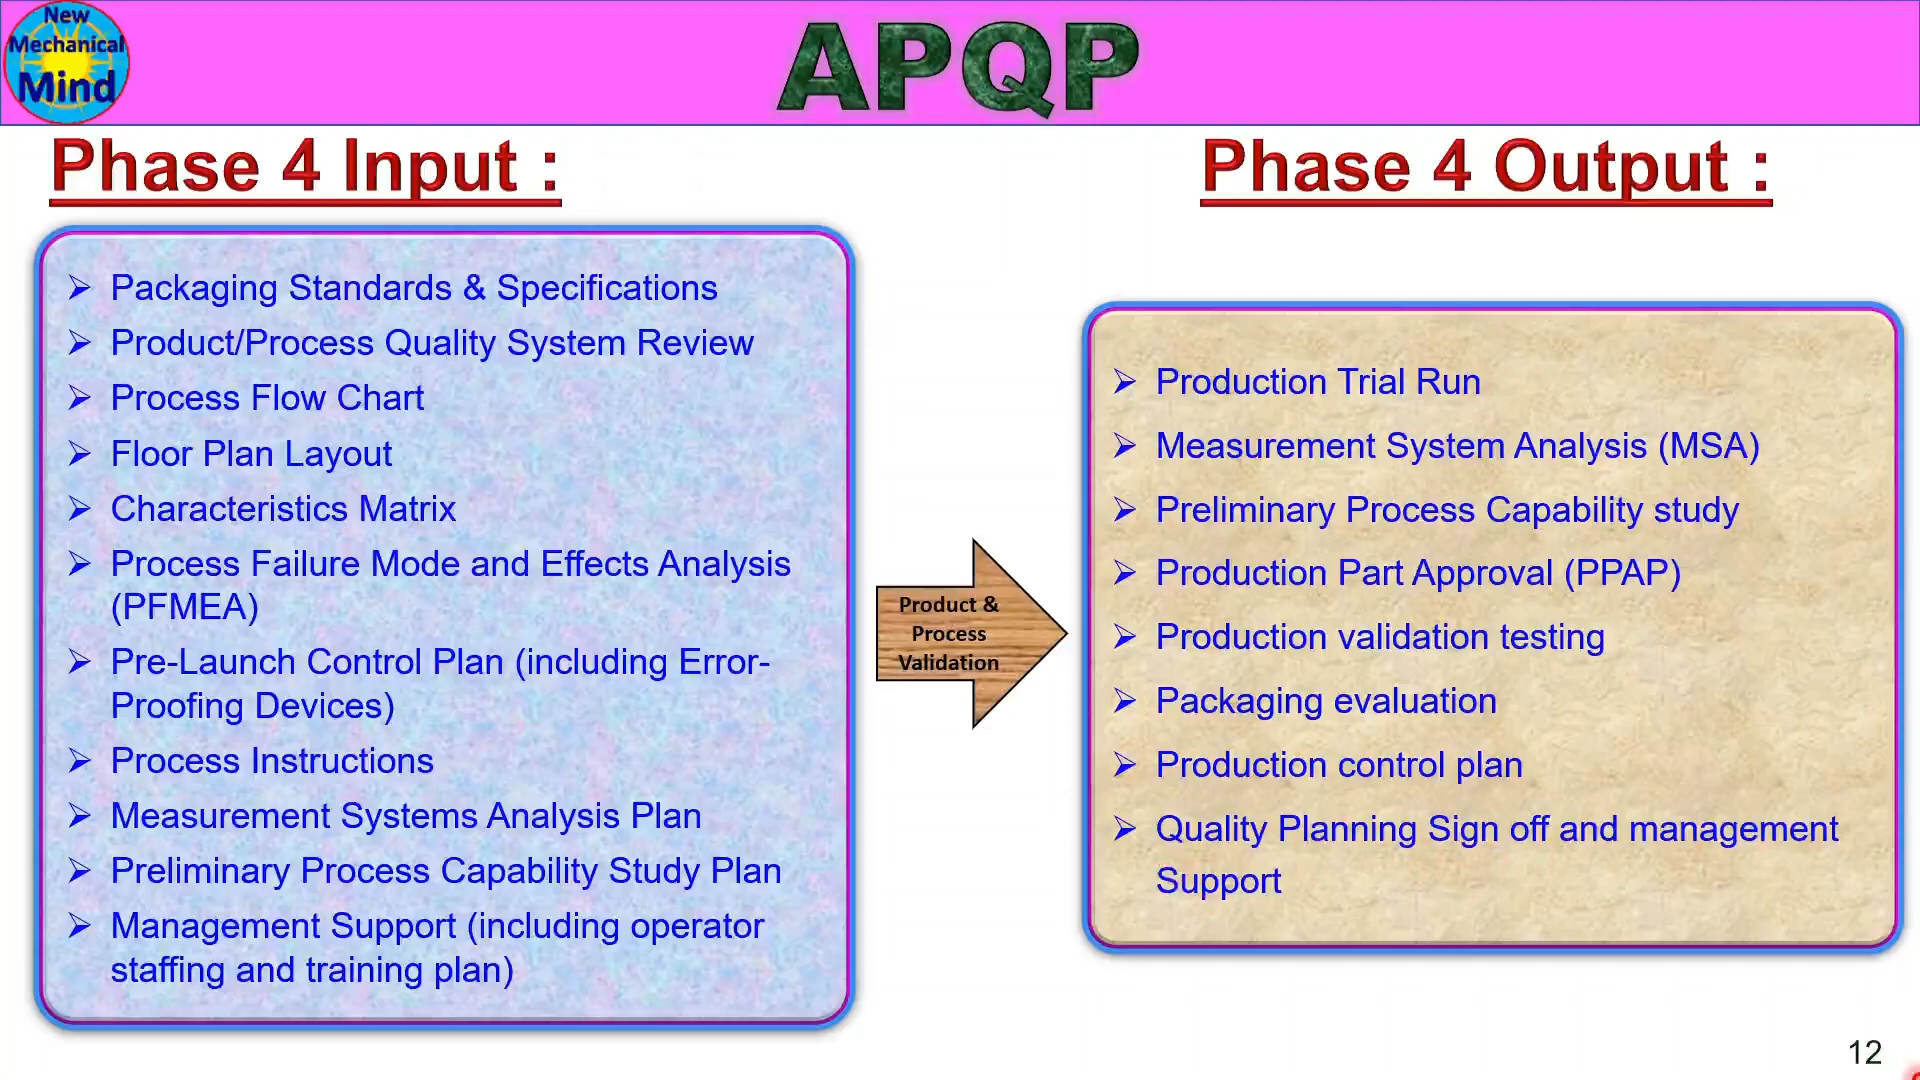 New
Mechanical
Mind
APQP
Phase 4 Input :
Phase 4 Output :
Packaging Standards & Specifications
Product/Process Quality System Review
Process Flow Chart
Floor Plan Layout
Characteristics Matrix
Process Failure Mode and Effects Analysis
(PFMEA)
Pre-Launch Control Plan (including Error-
Proofing Devices)
Process Instructions
Measurement Systems Analysis Plan
Preliminary Process Capability Study Plan
Management Support (including operator
staffing and training plan)
Product &
Process
Validation
Production Trial Run
Measurement System Analysis (MSA)
Preliminary Process Capability study
Production Part Approval (PPAP)
Production validation testing
Packaging evaluation
Production control plan
Quality Planning Sign off and management
Support
12